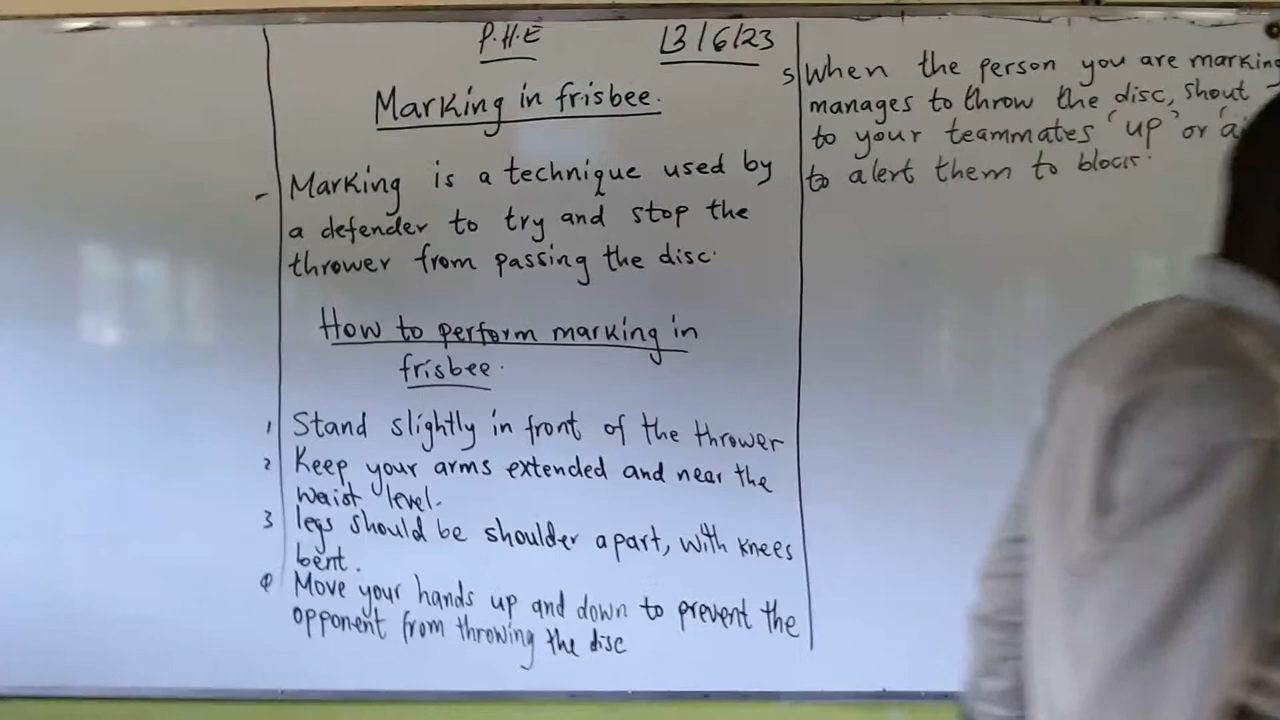 P.H.E 13/6/23
Marking in frisbee.
- Marking is a technique used by
a defender to try and stop the
thrower from passing the disc.
How to perform marking in
frisbee.
1 Stand slightly in front of the thrower
2 Keep your arms extended and near the
waist level.
3 legs should be shoulder apart, with knees
bent.
4 Move your hands up and down to prevent the
opponent from throwing the disc
5 When the person you are marking
manages to throw the disc, shout
to your teammates 'up' or
to alert them to block.